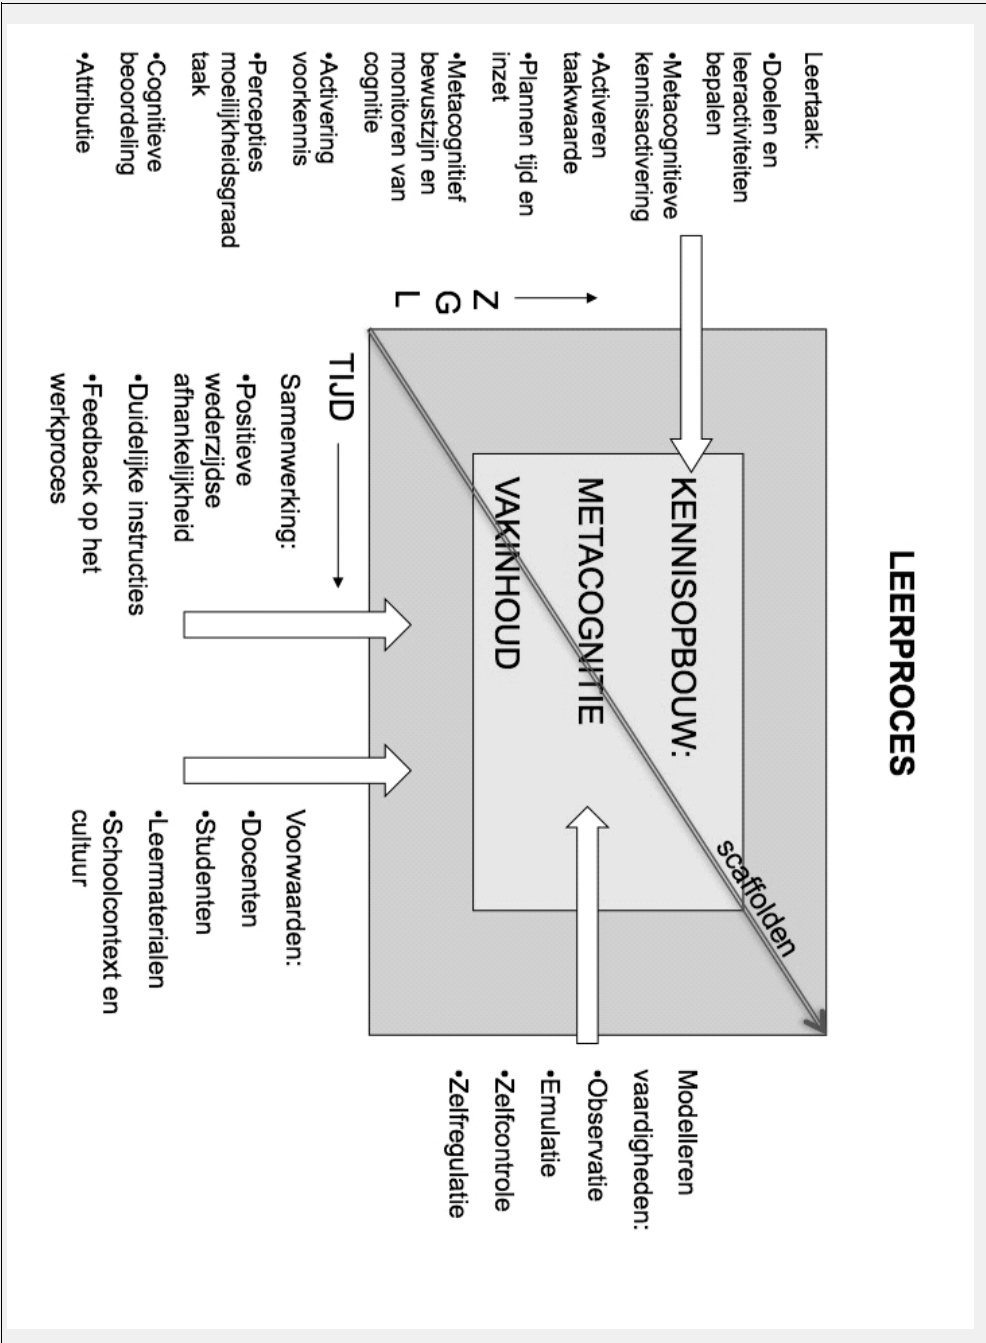 LEERPROCES
Leertaak:
•Doelen en
leeractiviteiten
bepalen
•Metacognitieve
kennisactivering
•Activeren
taakwaarde
•Plannen tijd en
inzet
•Metacognitief
bewustzijn en
monitoren van
cognitie
•Activering
voorkennis
•Percepties
moeilijkheidsgraad
taak
•Cognitieve
beoordeling
•Attributie
Z
G
L
KENNISOPBOUW:
METACOGNITIE
VAKINHOUD
scaffolden
Modelleren
vaardigheden:
•Observatie
•Emulatie
•Zelfcontrole
•Zelfregulatie
TIJD
Samenwerking:
•Positieve
wederzijdse
afhankelijkheid
•Duidelijke instructies
•Feedback op het
werkproces
Voorwaarden:
•Docenten
•Studenten
•Leermaterialen
•Schoolcontext en
cultuur